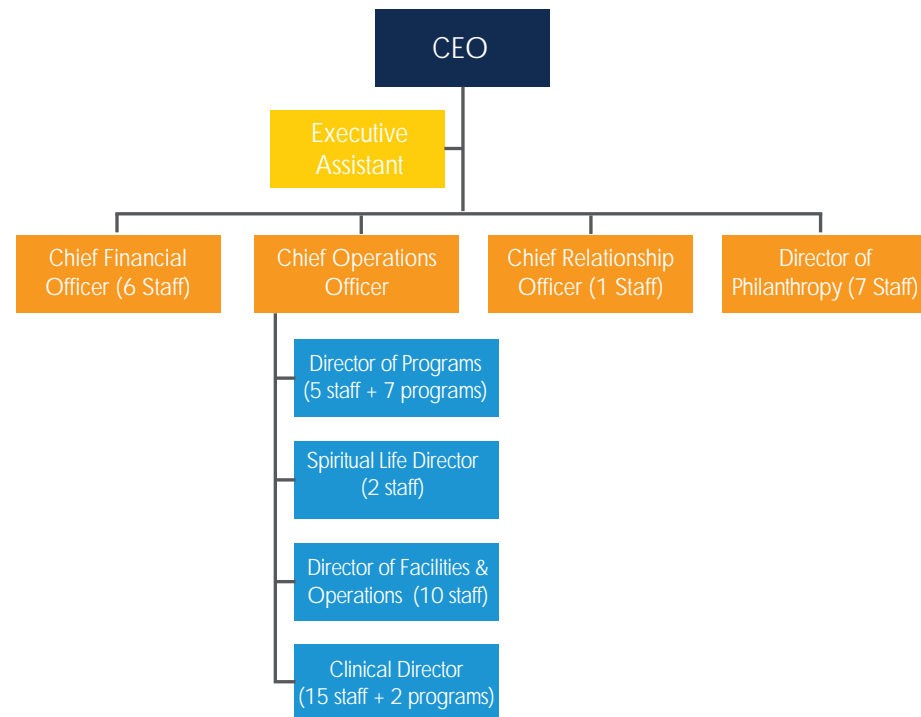 CEO
Executive
Assistant
Chief Financial
Officer (6 Staff)
Chief Operations
Officer
Chief Relationship
Officer (1 Staff)
Director of
Philanthropy (7 Staff)
Director of Programs
(5 staff + 7 programs)
Spiritual Life Director
(2 staff)
Director of Facilities &
Operations (10 staff)
Clinical Director
(15 staff + 2 programs)